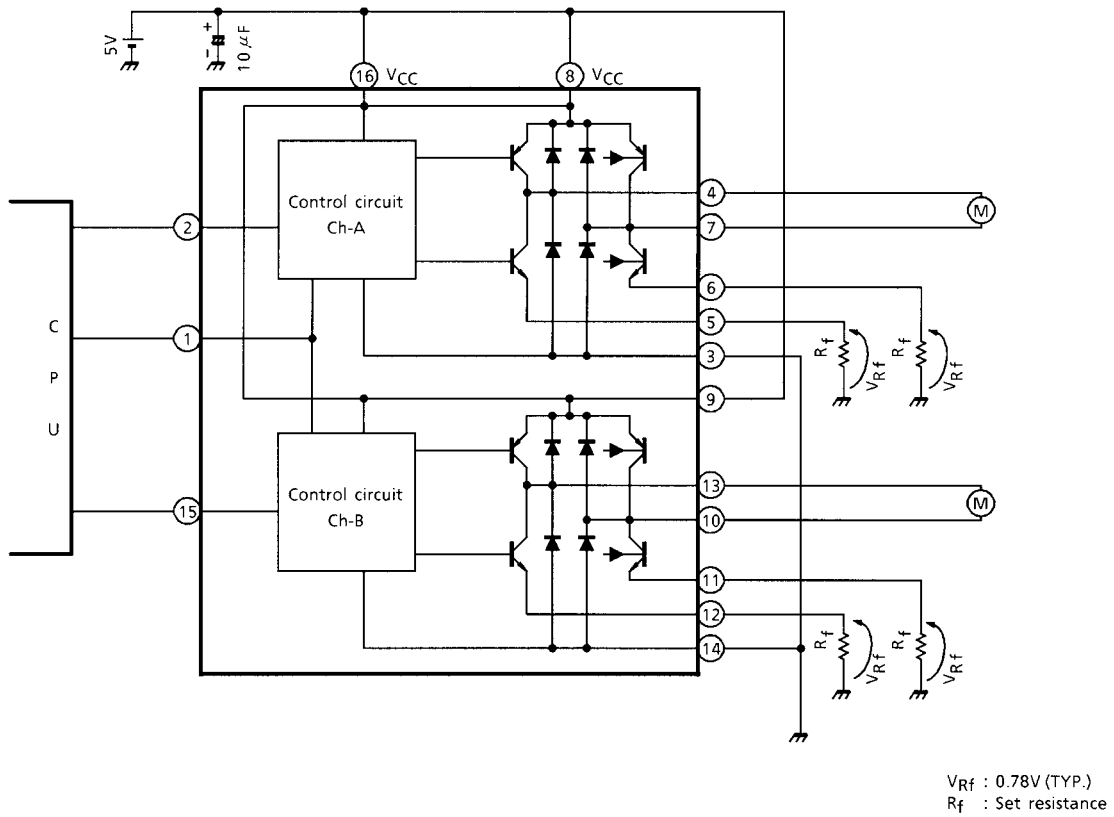 5V
+
-
10 μF
16 VCC
8 VCC
Control circuit
Ch-A
2
4
M
7
6
5
3
9
1
C
P
U
Rf
VRf
Rf
VRf
Control circuit
Ch-B
15
13
M
10
11
12
14
Rf
VRf
Rf
VRf
VRf : 0.78V (TYP.)
Rf : Set resistance